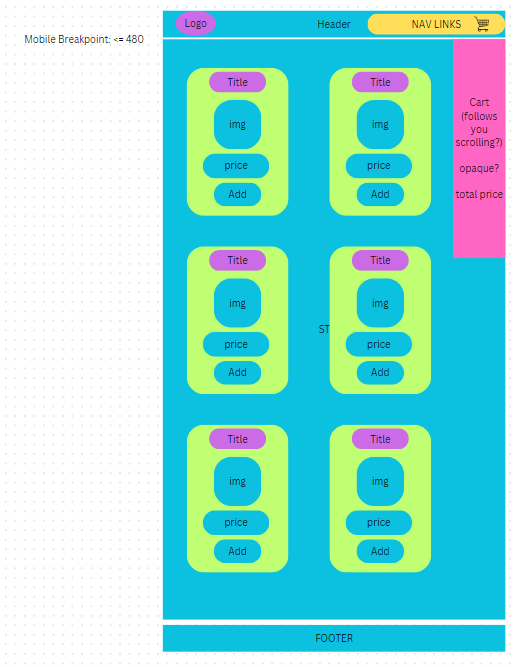 Logo
Header
NAV LINKS
Mobile Breakpoint: <= 480
Title
Title
img
img
price
price
Add
Add
Cart
(follows
you
scrolling?)
opaque?
total price
Title
Title
img
img
ST
price
price
Add
Add
Title
Title
img
img
price
price
Add
Add
FOOTER